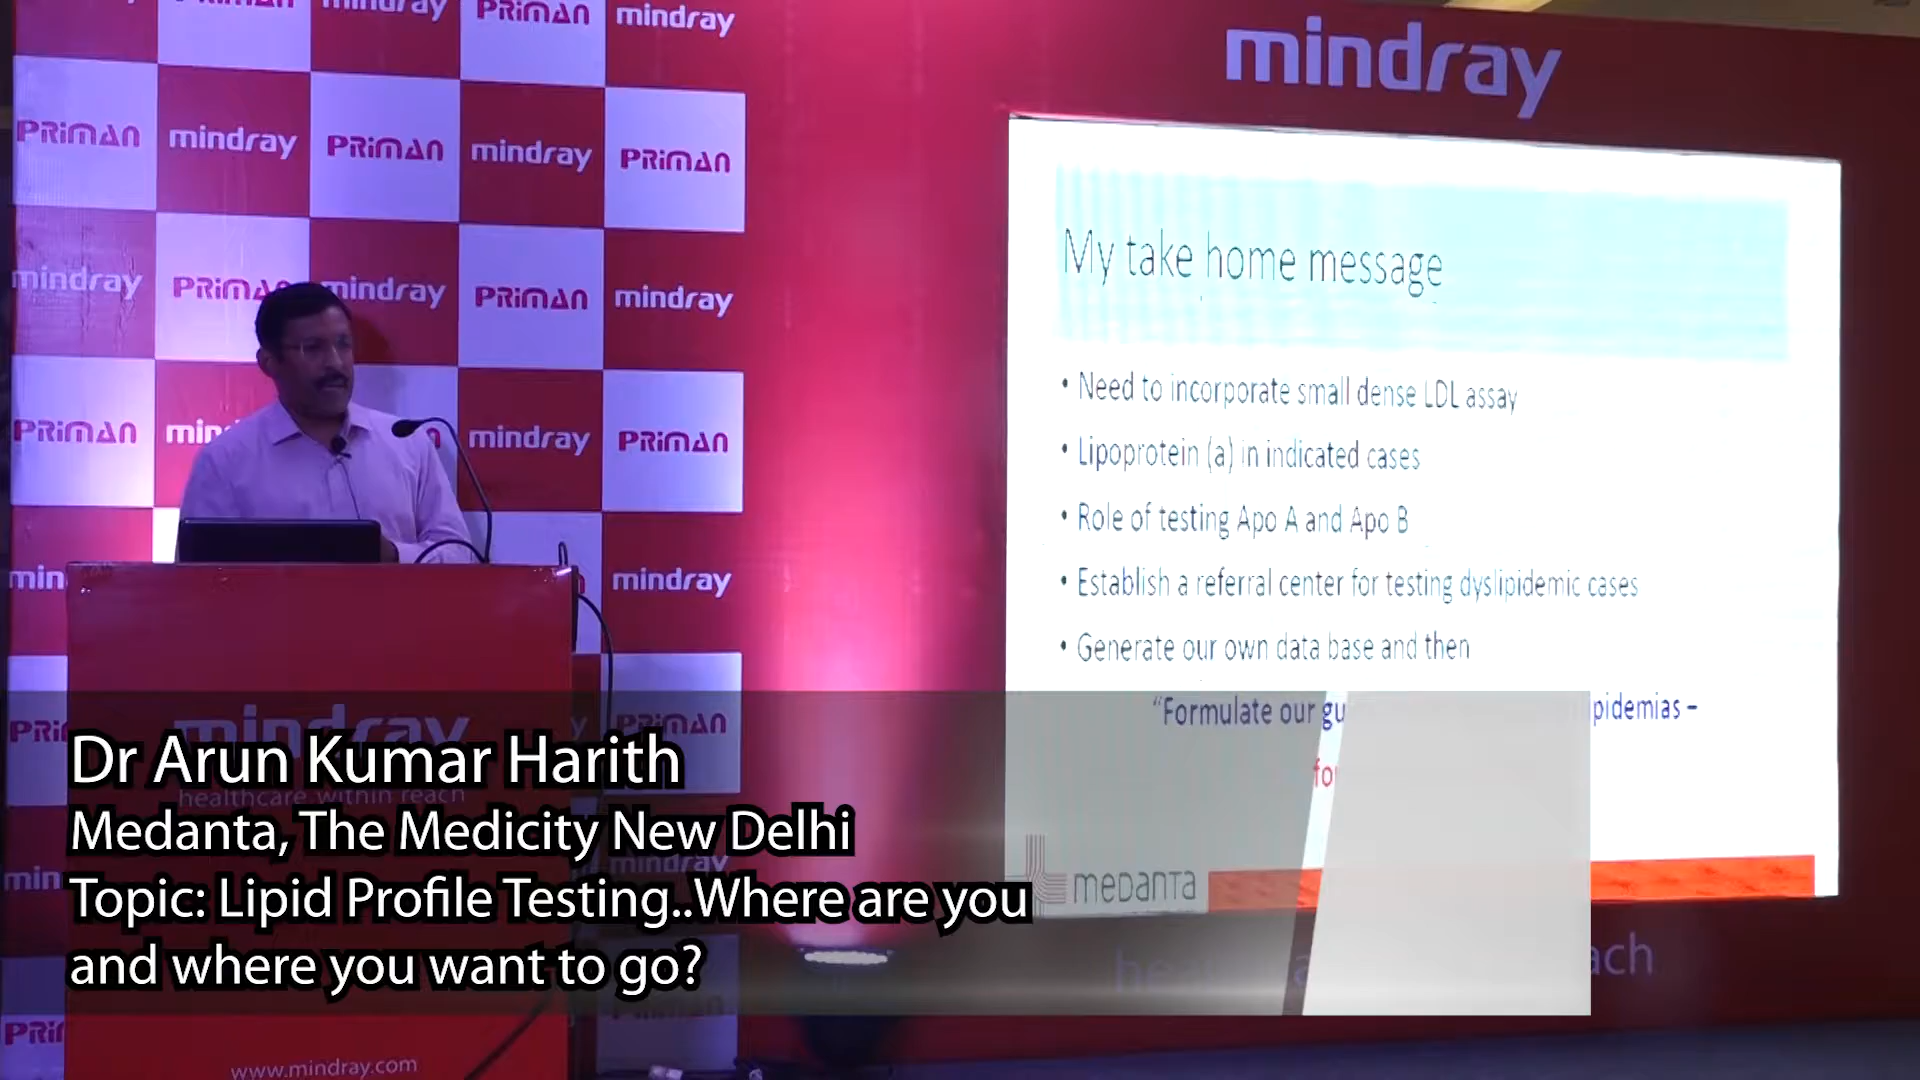 PRIMAN mindray PRIMAN mindray
mindray
PRIMAN mindray PRIMAN mindray PRIMAN
mindray PRIMAN mindray PRIMAN mindray
PRIMAN mindray PRIMAN
mindray
PRIMAN
mindray
healthcare within reach
mindray
www.mindray.com
My take home message
• Need to incorporate small dense LDL assay
• Lipoprotein (a) in indicated cases
• Role of testing Apo A and Apo B
• Establish a referral center for testing dyslipidemic cases
• Generate our own data base and then
“Formulate our
medanta
Dr Arun Kumar Harith
Medanta, The Medicity New Delhi
Topic: Lipid Profile Testing..Where are you
and where you want to go?